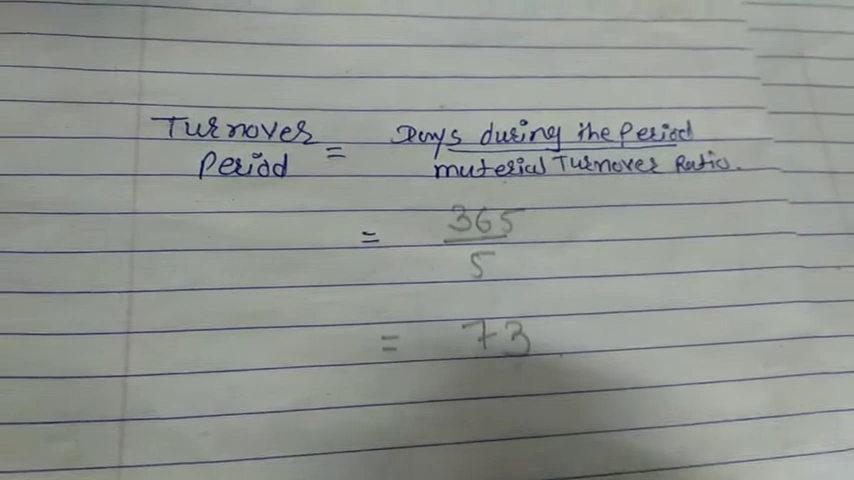 Turnover Period = Days during the Period
material Turnover Ratio.
= 365
5
= 73